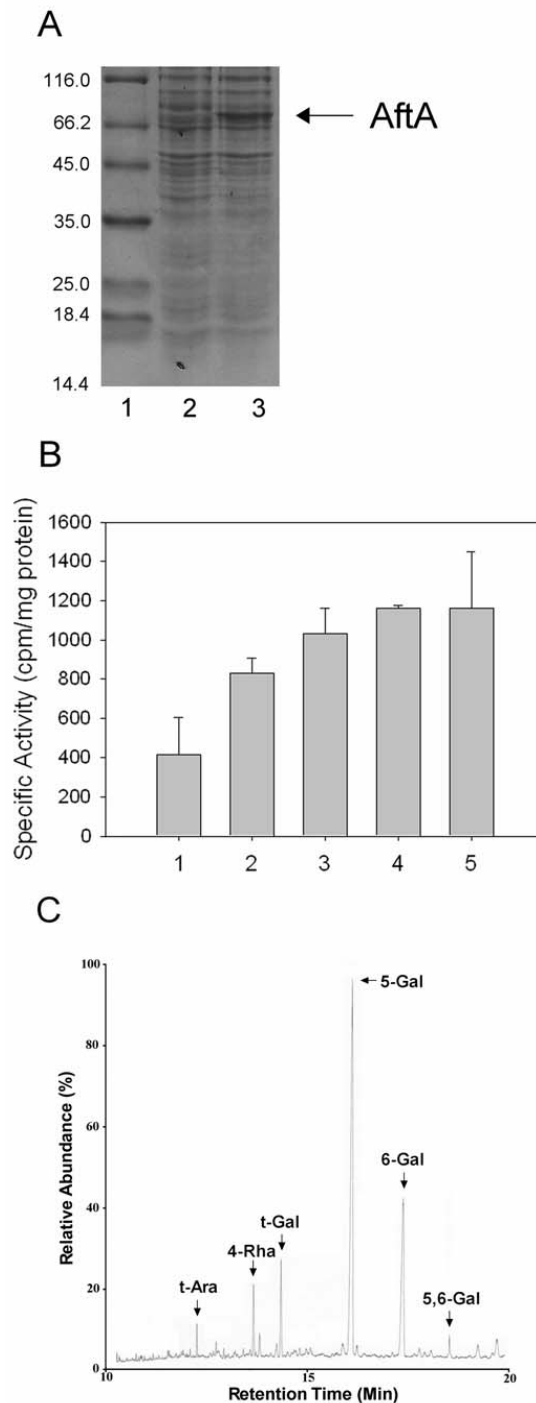 A
116.0
66.2
45.0
35.0
25.0
18.4
14.4
AftA
1 2 3
B
Specific Activity (cpm/mg protein)
1600
1400
1200
1000
800
600
400
200
0
1 2 3 4 5
C
Relative Abundance (%)
100
80
60
40
20
10
5-Gal
6-Gal
t-Gal
4-Rha
t-Ara
5,6-Gal
15
20
Retention Time (Min)